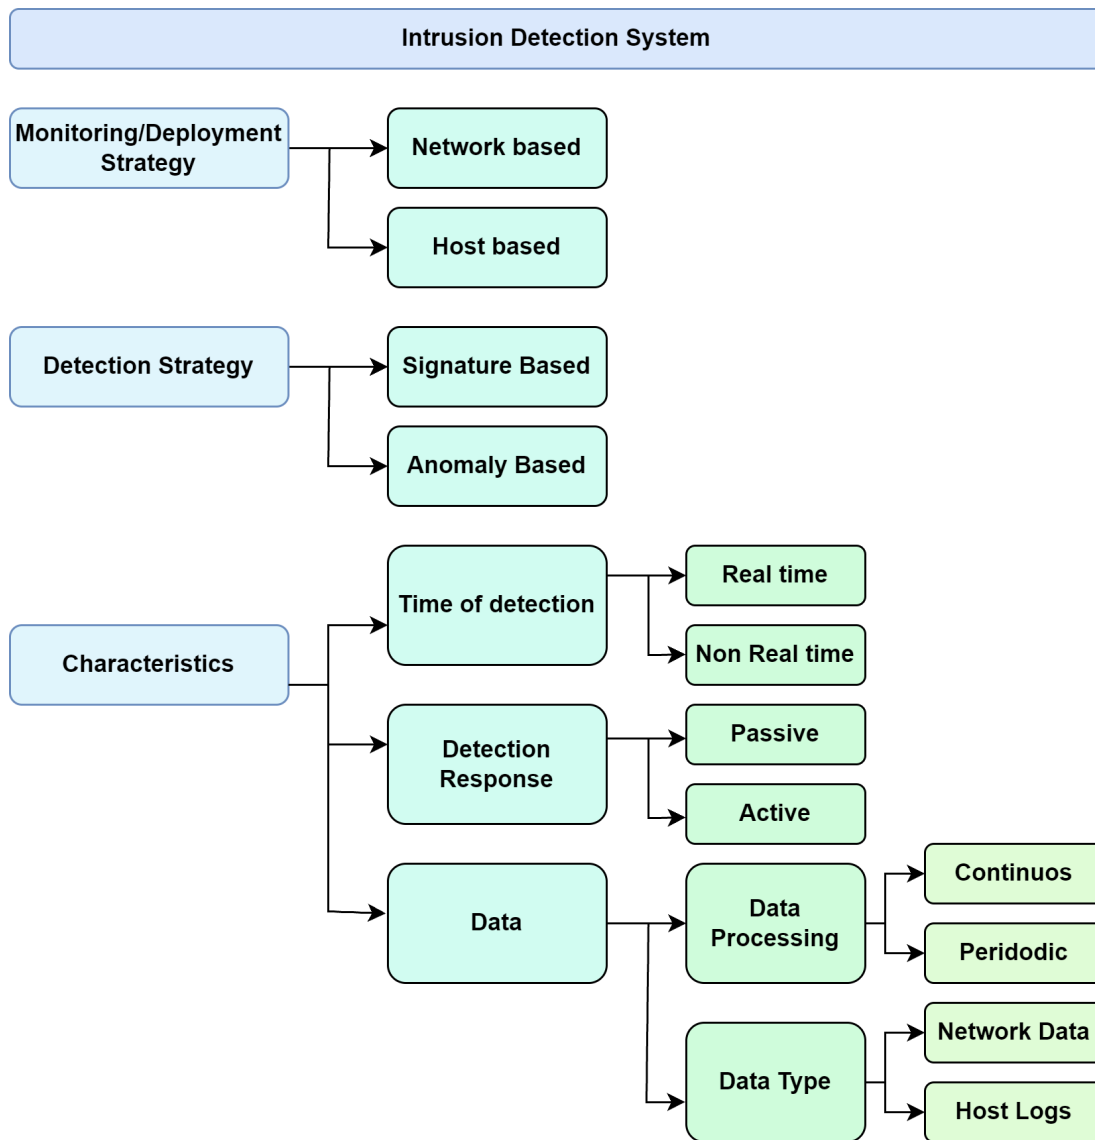 Intrusion Detection System
Monitoring/Deployment
Strategy
Network based
Host based
Detection Strategy
Signature Based
Anomaly Based
Characteristics
Time of detection
Real time
Non Real time
Detection
Response
Passive
Active
Data
Data
Processing
Continuos
Peridodic
Data Type
Network Data
Host Logs